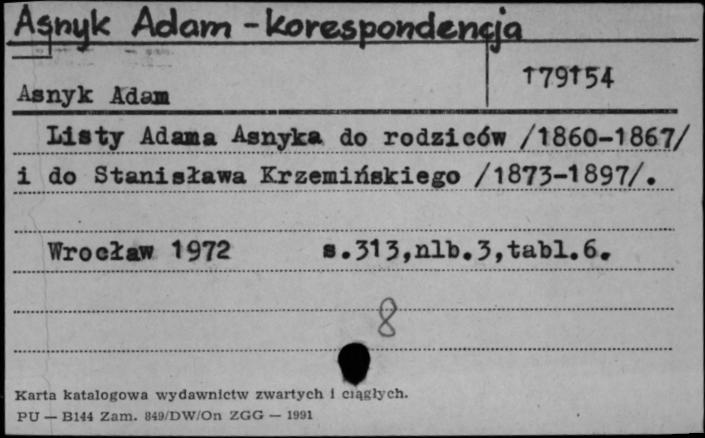 Asnyk Adam - korespondencja
179154
Asnyk Adam
Listy Adama Asnyka do rodziców /1860-1867/
i do Stanisława Krzemińskiego /1873-1897/.
Wrocław 1972 s.313,nlb.3,tabl.6.
8
Karta katalogowa wydawnictw zwartych i ciągłych.
PU — B144 Zam. 849/DW/On ZGG — 1991